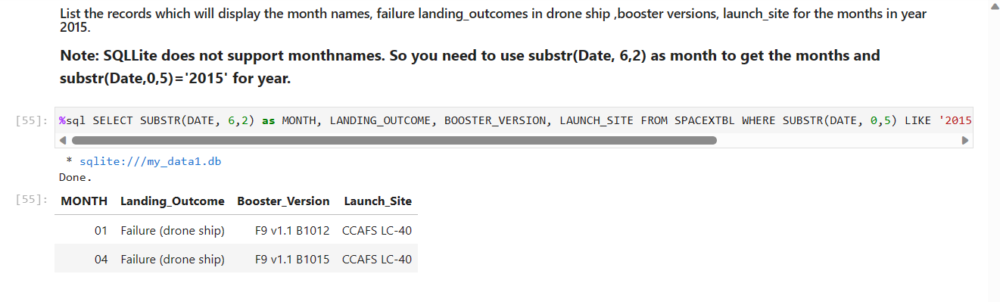 List the records which will display the month names, failure landing_outcomes in drone ship ,booster versions, launch_site for the months in year
2015.
Note: SQLLite does not support monthnames. So you need to use substr(Date, 6,2) as month to get the months and
substr(Date,0,5)='2015' for year.
[55]: %sql SELECT SUBSTR(DATE, 6,2) as MONTH, LANDING_OUTCOME, BOOSTER_VERSION, LAUNCH_SITE FROM SPACEXTBL WHERE SUBSTR(DATE, 0,5) LIKE '2015
* sqlite:///my_data1.db
Done.
[55]: MONTH Landing_Outcome Booster_Version Launch_Site
01 Failure (drone ship) F9 v1.1 B1012 CCAFS LC-40
04 Failure (drone ship) F9 v1.1 B1015 CCAFS LC-40